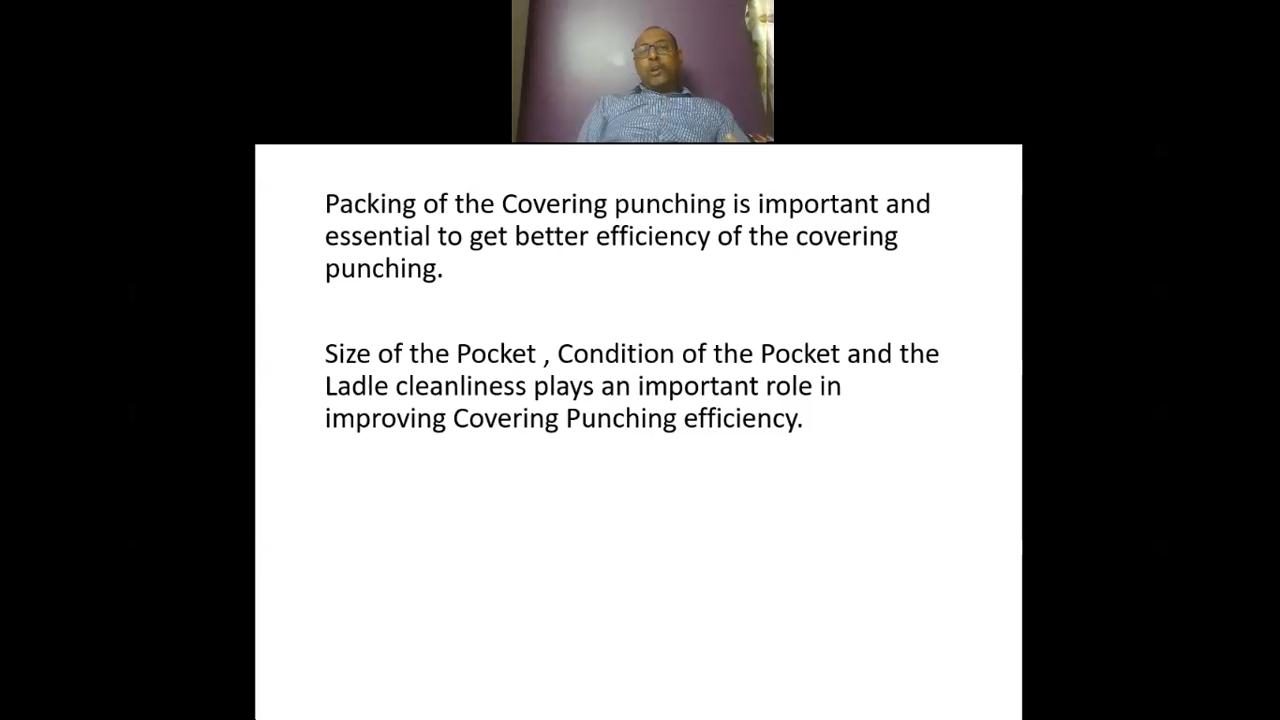 Packing of the Covering punching is important and
essential to get better efficiency of the covering
punching.
Size of the Pocket , Condition of the Pocket and the
Ladle cleanliness plays an important role in
improving Covering Punching efficiency.